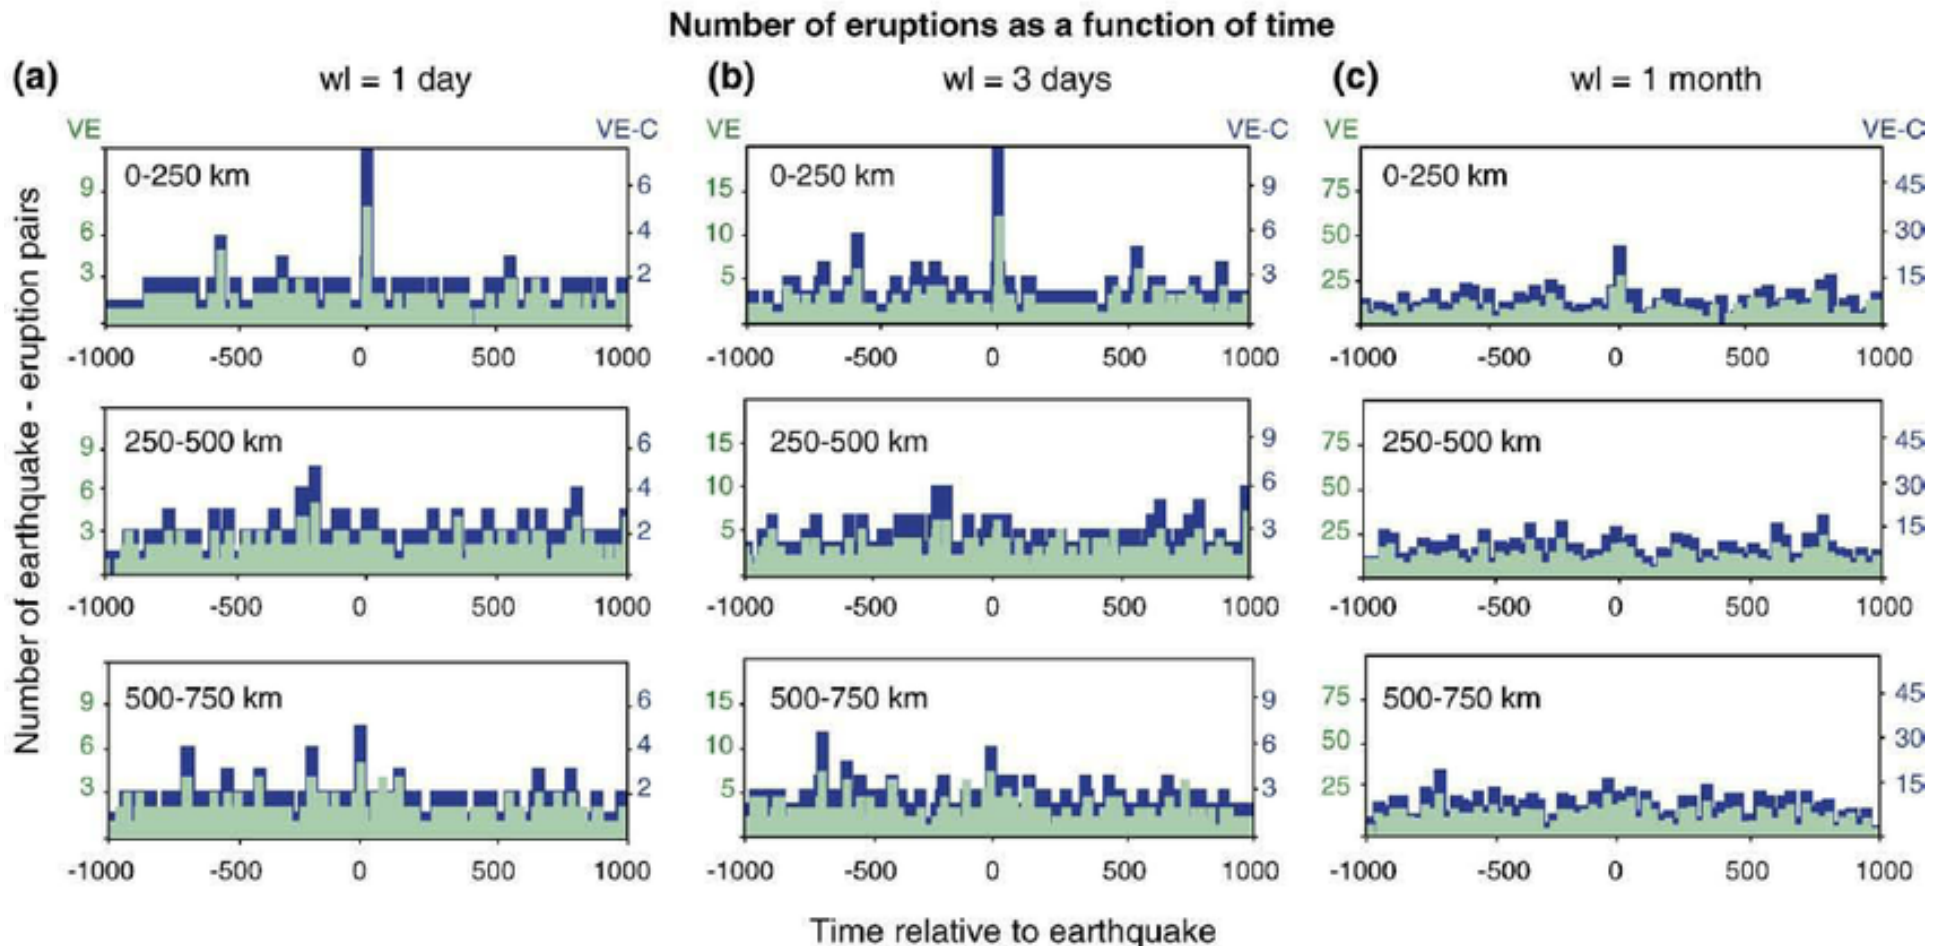 Number of eruptions as a function of time
(a) wl = 1 day (b) wl = 3 days (c) wl = 1 month
VE VE-C VE VE-C VE VE-C
Number of earthquake - eruption pairs
0-250 km
9 6 3
6 4 2
-1000 -500 0 500 1000
0-250 km
15 10 5
9 6 3
-1000 -500 0 500 1000
0-250 km
75 50 25
45 30 15
-1000 -500 0 500 1000
250-500 km
9 6 3
6 4 2
-1000 -500 0 500 1000
250-500 km
15 10 5
9 6 3
-1000 -500 0 500 1000
250-500 km
75 50 25
45 30 15
-1000 -500 0 500 1000
500-750 km
9 6 3
6 4 2
-1000 -500 0 500 1000
500-750 km
15 10 5
9 6 3
-1000 -500 0 500 1000
500-750 km
75 50 25
45 30 15
-1000 -500 0 500 1000
Time relative to earthquake